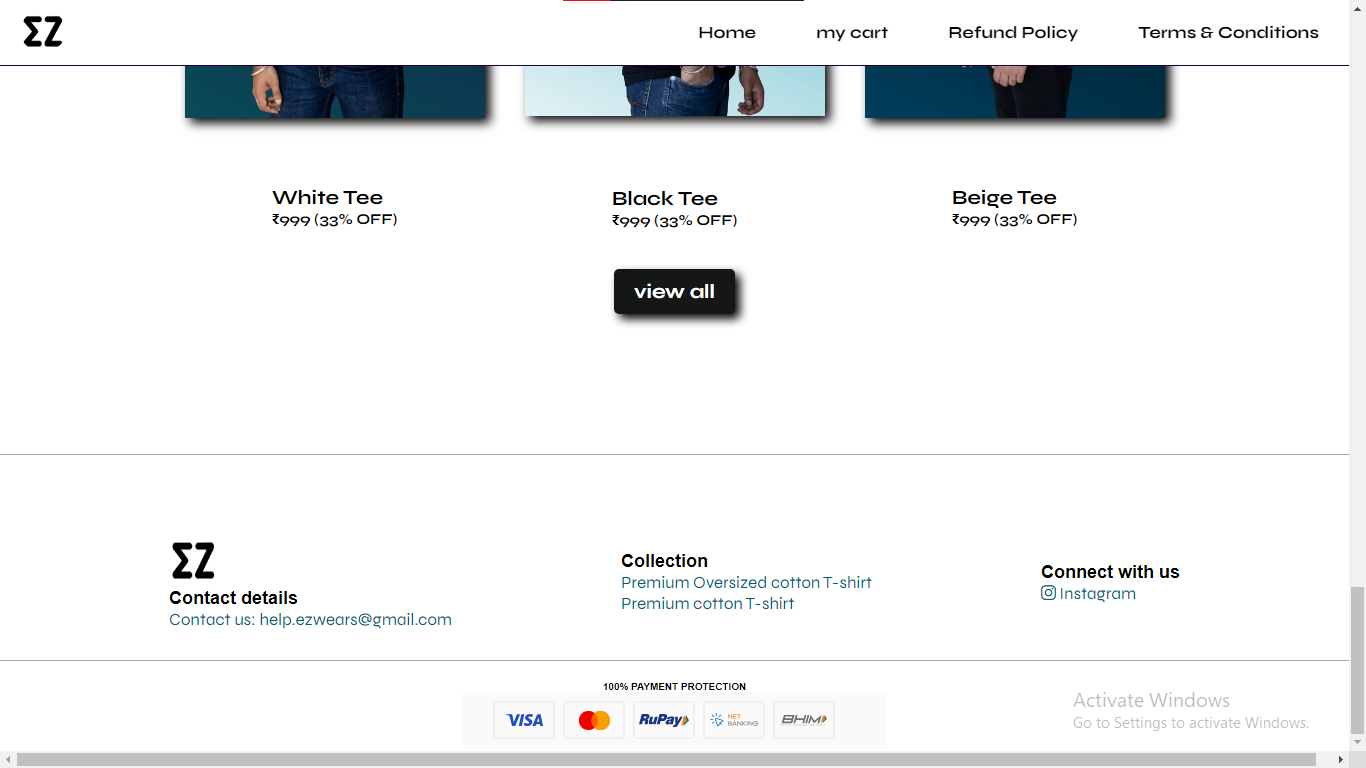 ΣZ
Home my cart Refund Policy Terms & Conditions
White Tee
₹999 (33% OFF)
Black Tee
₹999 (33% OFF)
Beige Tee
₹999 (33% OFF)
view all
ΣZ
Contact details
Contact us: help.ezwears@gmail.com
Collection
Premium Oversized cotton T-shirt
Premium cotton T-shirt
Connect with us
Instagram
100% PAYMENT PROTECTION
VISA
RuPay
NET
BANKING
BHIM
Activate Windows
Go to Settings to activate Windows.